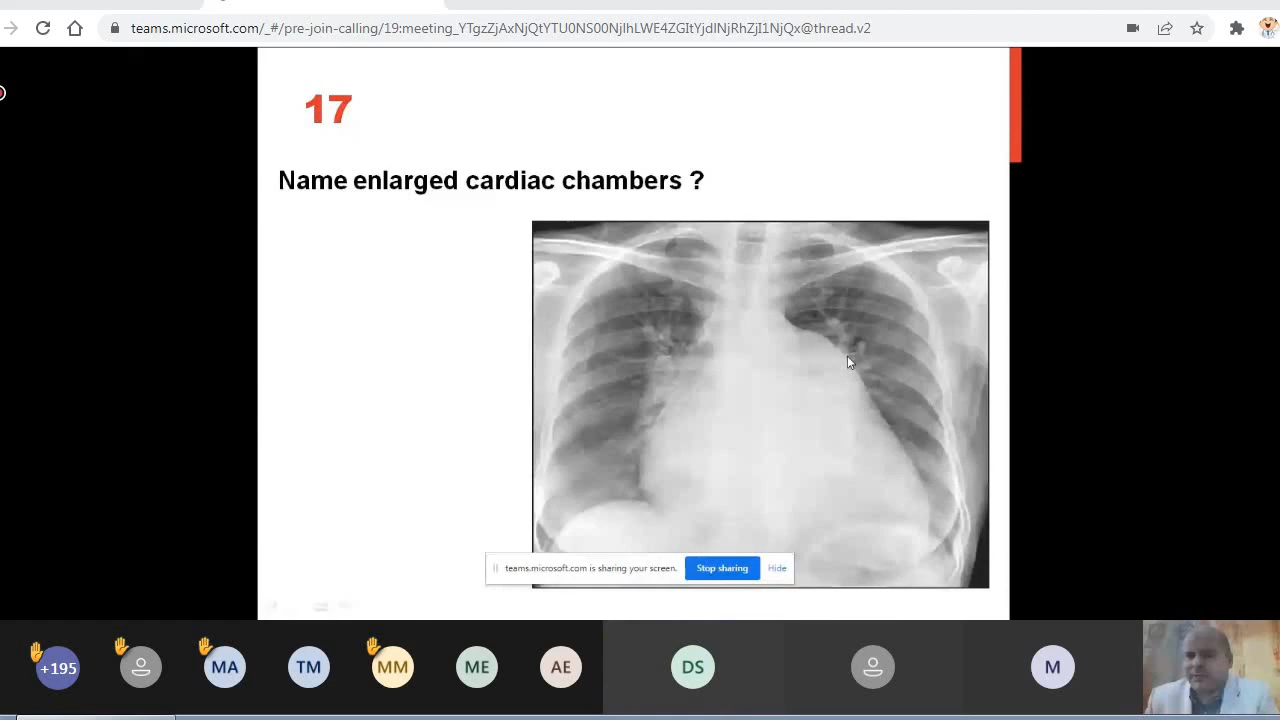 teams.microsoft.com/_#/pre-join-calling/19:meeting_YTgzZjAxNjQtYTU0NS00NjlhLWE4ZGItYjdlNjRhZjI1NjQx@thread.v2
17
Name enlarged cardiac chambers ?
teams.microsoft.com is sharing your screen.
Stop sharing
Hide
+195
MA
TM
MM
ME
AE
DS
M